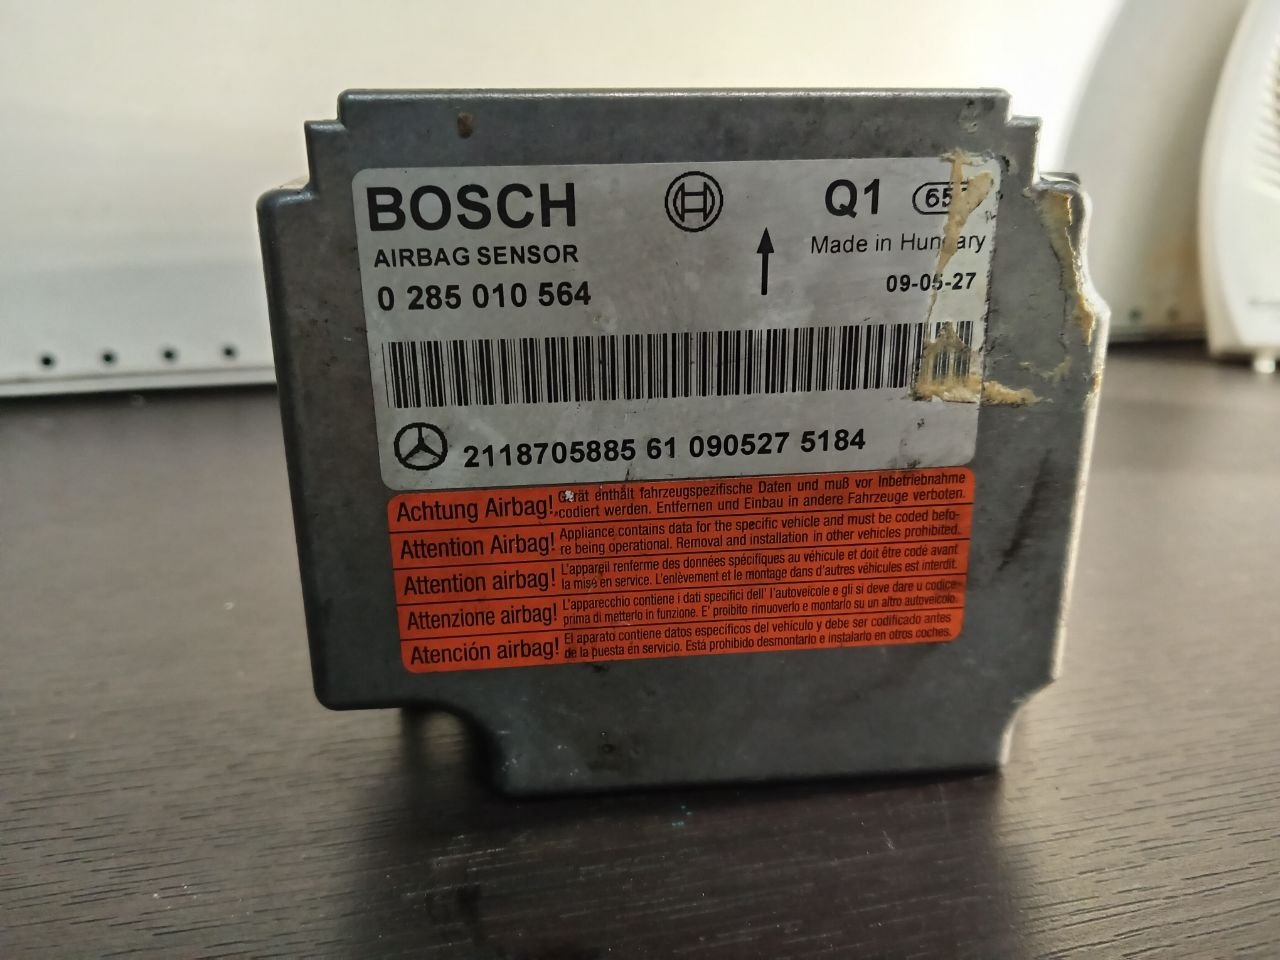 BOSCH
Q1
AIRBAG SENSOR
Made in Hungary
0 285 010 564
09-05-27
2118705885 61 090527 5184
Achtung Airbag! Gerät enthält fahrzeugspezifische Daten und muß vor Inbetriebnahme
codiert werden. Entfernen und Einbau in andere Fahrzeuge verboten.
Attention Airbag! Appliance contains data for the specific vehicle and must be coded befo-
re being operational. Removal and installation in other vehicles prohibited.
Attention airbag! L'appareil renferme des données spécifiques au véhicule et doit être codé avant
la mise en service. L'enlèvement et le montage dans d'autres véhicules est interdit.
Attenzione airbag! L'apparecchio contiene i dati specifici dell' l'autoveicole e gli si deve dare u codice
prima di metterlo in funzione. E' proibito rimuoverlo e montarlo su un altro autoveicolo.
Atención airbag! El aparato contiene datos específicos del vehículo y debe ser codificado antes
de la puesta en servicio. Está prohibido desmontarlo e instalarlo en otros coches.